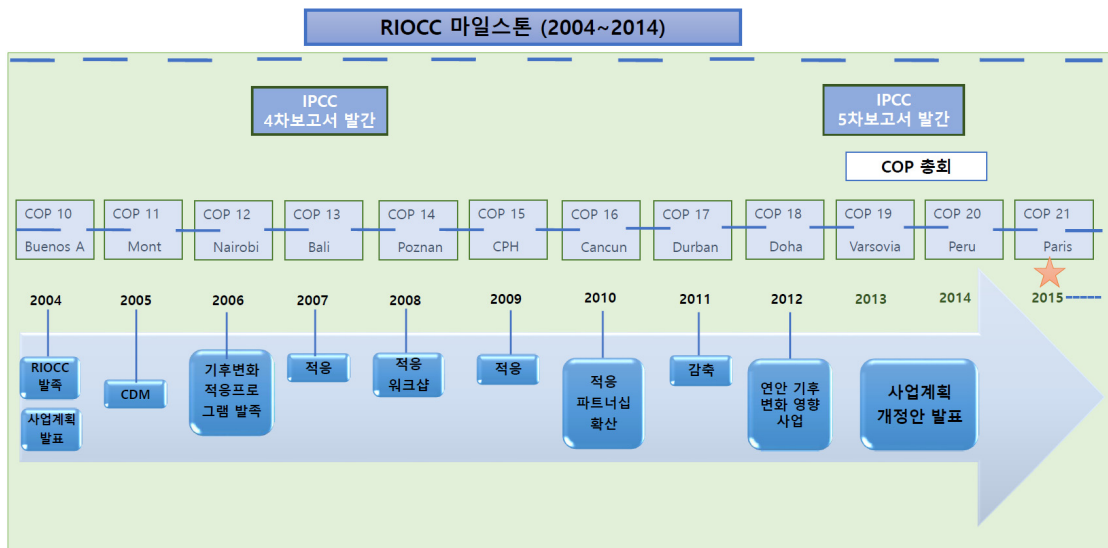 RIOCC 마일스톤 (2004~2014)
IPCC
4차보고서 발간
IPCC
5차보고서 발간
COP 총회
COP 10
Buenos A
COP 11
Mont
COP 12
Nairobi
COP 13
Bali
COP 14
Poznan
COP 15
CPH
COP 16
Cancun
COP 17
Durban
COP 18
Doha
COP 19
Varsovia
COP 20
Peru
COP 21
Paris
2004
2005
2006
2007
2008
2009
2010
2011
2012
2013
2014
2015
RIOCC
발족
사업계획
발표
CDM
기후변화
적응프로
그램 발족
적응
적응
워크샵
적응
적응
파트너십
확산
감축
연안 기후
변화 영향
사업
사업계획
개정안 발표